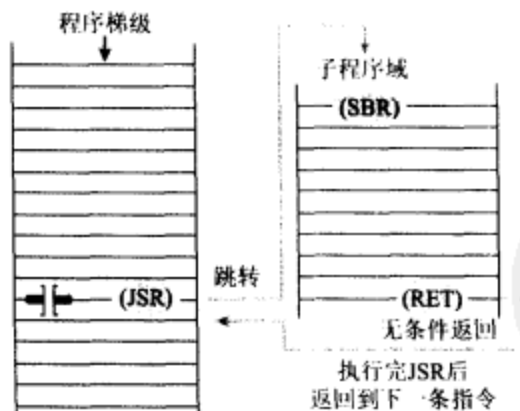 程序梯级
子程序域
(SBR)
(JSR)
跳转
(RET)
无条件返回
执行完JSR后
返回到下一条指令